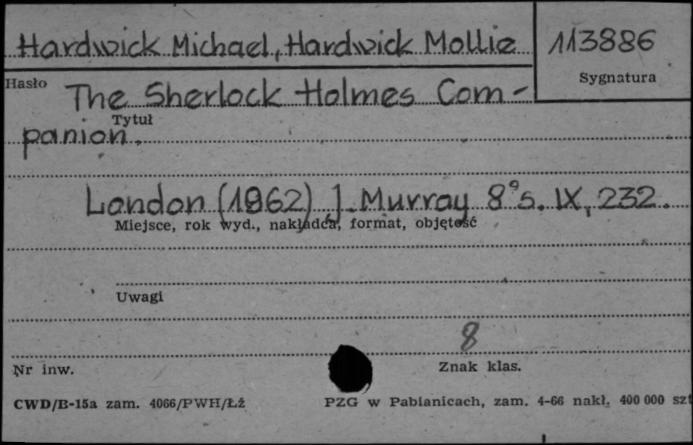 Hardwick Michael, Hardwick Mollie 113886
Hasło Sygnatura
The Sherlock Holmes Com-
Tytuł
panion.
London (1962) J. Murray 8° s. IX, 232.
Miejsce, rok wyd., nakładca, format, objętość
Uwagi
8
Nr inw. Znak klas.
CWD/B-15a zam. 4066/PWH/Łż PZG w Pabianicach, zam. 4-66 nakł. 400 000 szt